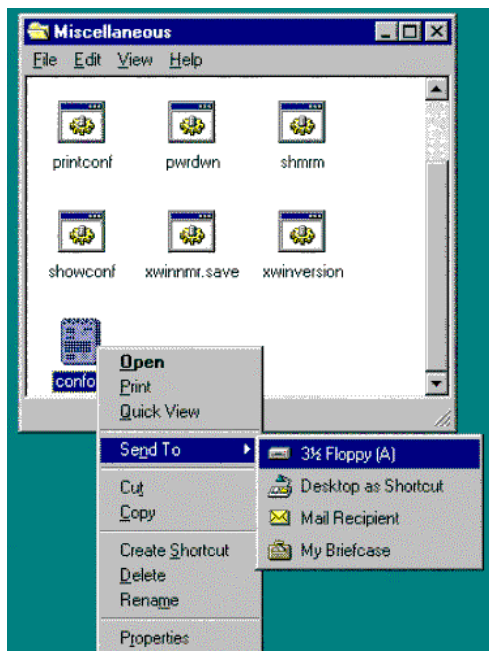 Miscellaneous
File Edit View Help
printconf pwrdwn shmrm
showconf xwinnmr.save xwinversion
Open
Print
Quick View
Send To
Cut
Copy
Create Shortcut
Delete
Rename
Properties
3½ Floppy (A)
Desktop as Shortcut
Mail Recipient
My Briefcase